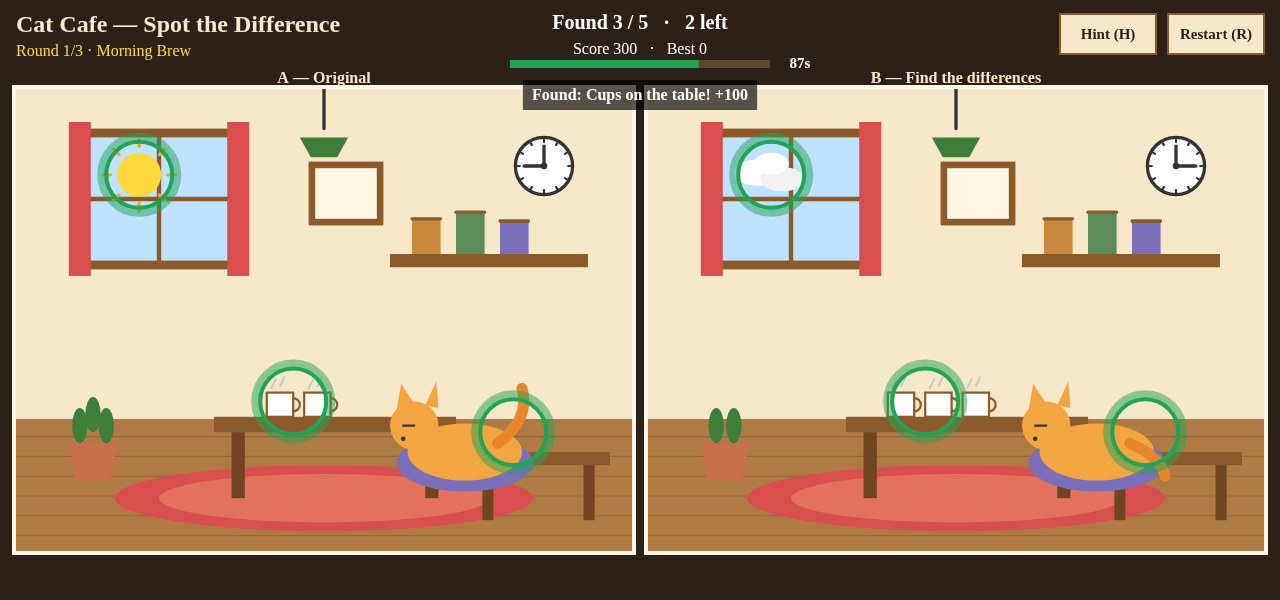 Cat Cafe — Spot the Difference
Round 1/3 · Morning Brew
Found 3 / 5 · 2 left
Score 300 · Best 0
87s
Hint (H)
Restart (R)
A — Original
B — Find the differences
Found: Cups on the table! +100